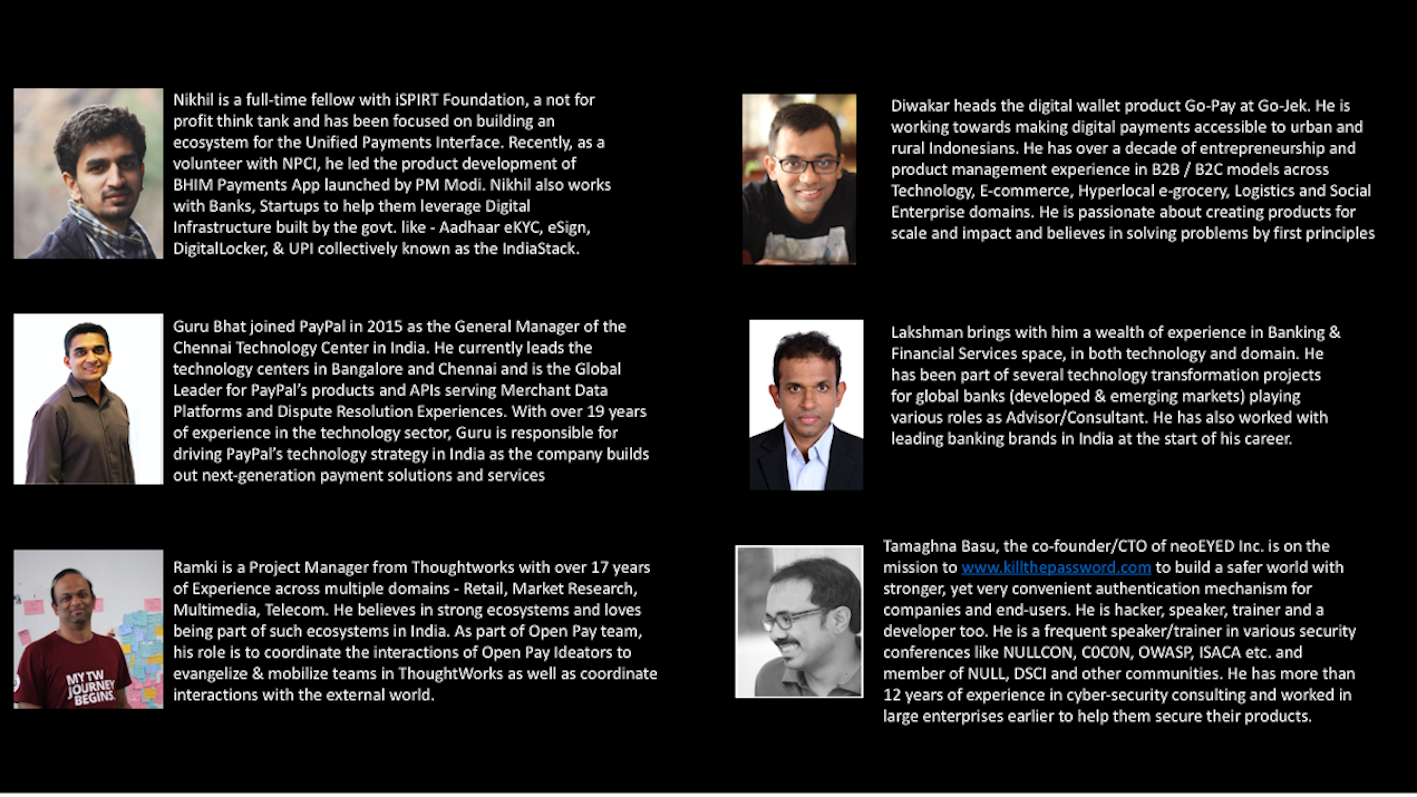 Nikhil is a full-time fellow with iSPIRT Foundation, a not for
profit think tank and has been focused on building an
ecosystem for the Unified Payments Interface. Recently, as a
volunteer with NPCI, he led the product development of
BHIM Payments App launched by PM Modi. Nikhil also works
with Banks, Startups to help them leverage Digital
Infrastructure built by the govt. like - Aadhaar eKYC, eSign,
DigitalLocker, & UPI collectively known as the IndiaStack.
Diwakar heads the digital wallet product Go-Pay at Go-Jek. He is
working towards making digital payments accessible to urban and
rural Indonesians. He has over a decade of entrepreneurship and
product management experience in B2B / B2C models across
Technology, E-commerce, Hyperlocal e-grocery, Logistics and Social
Enterprise domains. He is passionate about creating products for
scale and impact and believes in solving problems by first principles
Guru Bhat joined PayPal in 2015 as the General Manager of the
Chennai Technology Center in India. He currently leads the
technology centers in Bangalore and Chennai and is the Global
Leader for PayPal’s products and APIs serving Merchant Data
Platforms and Dispute Resolution Experiences. With over 19 years
of experience in the technology sector, Guru is responsible for
driving PayPal’s technology strategy in India as the company builds
out next-generation payment solutions and services
Lakshman brings with him a wealth of experience in Banking &
Financial Services space, in both technology and domain. He
has been part of several technology transformation projects
for global banks (developed & emerging markets) playing
various roles as Advisor/Consultant. He has also worked with
leading banking brands in India at the start of his career.
MY TW
JOURNEY
BEGINS
Ramki is a Project Manager from Thoughtworks with over 17 years
of Experience across multiple domains - Retail, Market Research,
Multimedia, Telecom. He believes in strong ecosystems and loves
being part of such ecosystems in India. As part of Open Pay team,
his role is to coordinate the interactions of Open Pay Ideators to
evangelize & mobilize teams in ThoughtWorks as well as coordinate
interactions with the external world.
Tamaghna Basu, the co-founder/CTO of neoEYED Inc. is on the
mission to www.killthepassword.com to build a safer world with
stronger, yet very convenient authentication mechanism for
companies and end-users. He is hacker, speaker, trainer and a
developer too. He is a frequent speaker/trainer in various security
conferences like NULLCON, C0C0N, OWASP, ISACA etc. and
member of NULL, DSCI and other communities. He has more than
12 years of experience in cyber-security consulting and worked in
large enterprises earlier to help them secure their products.